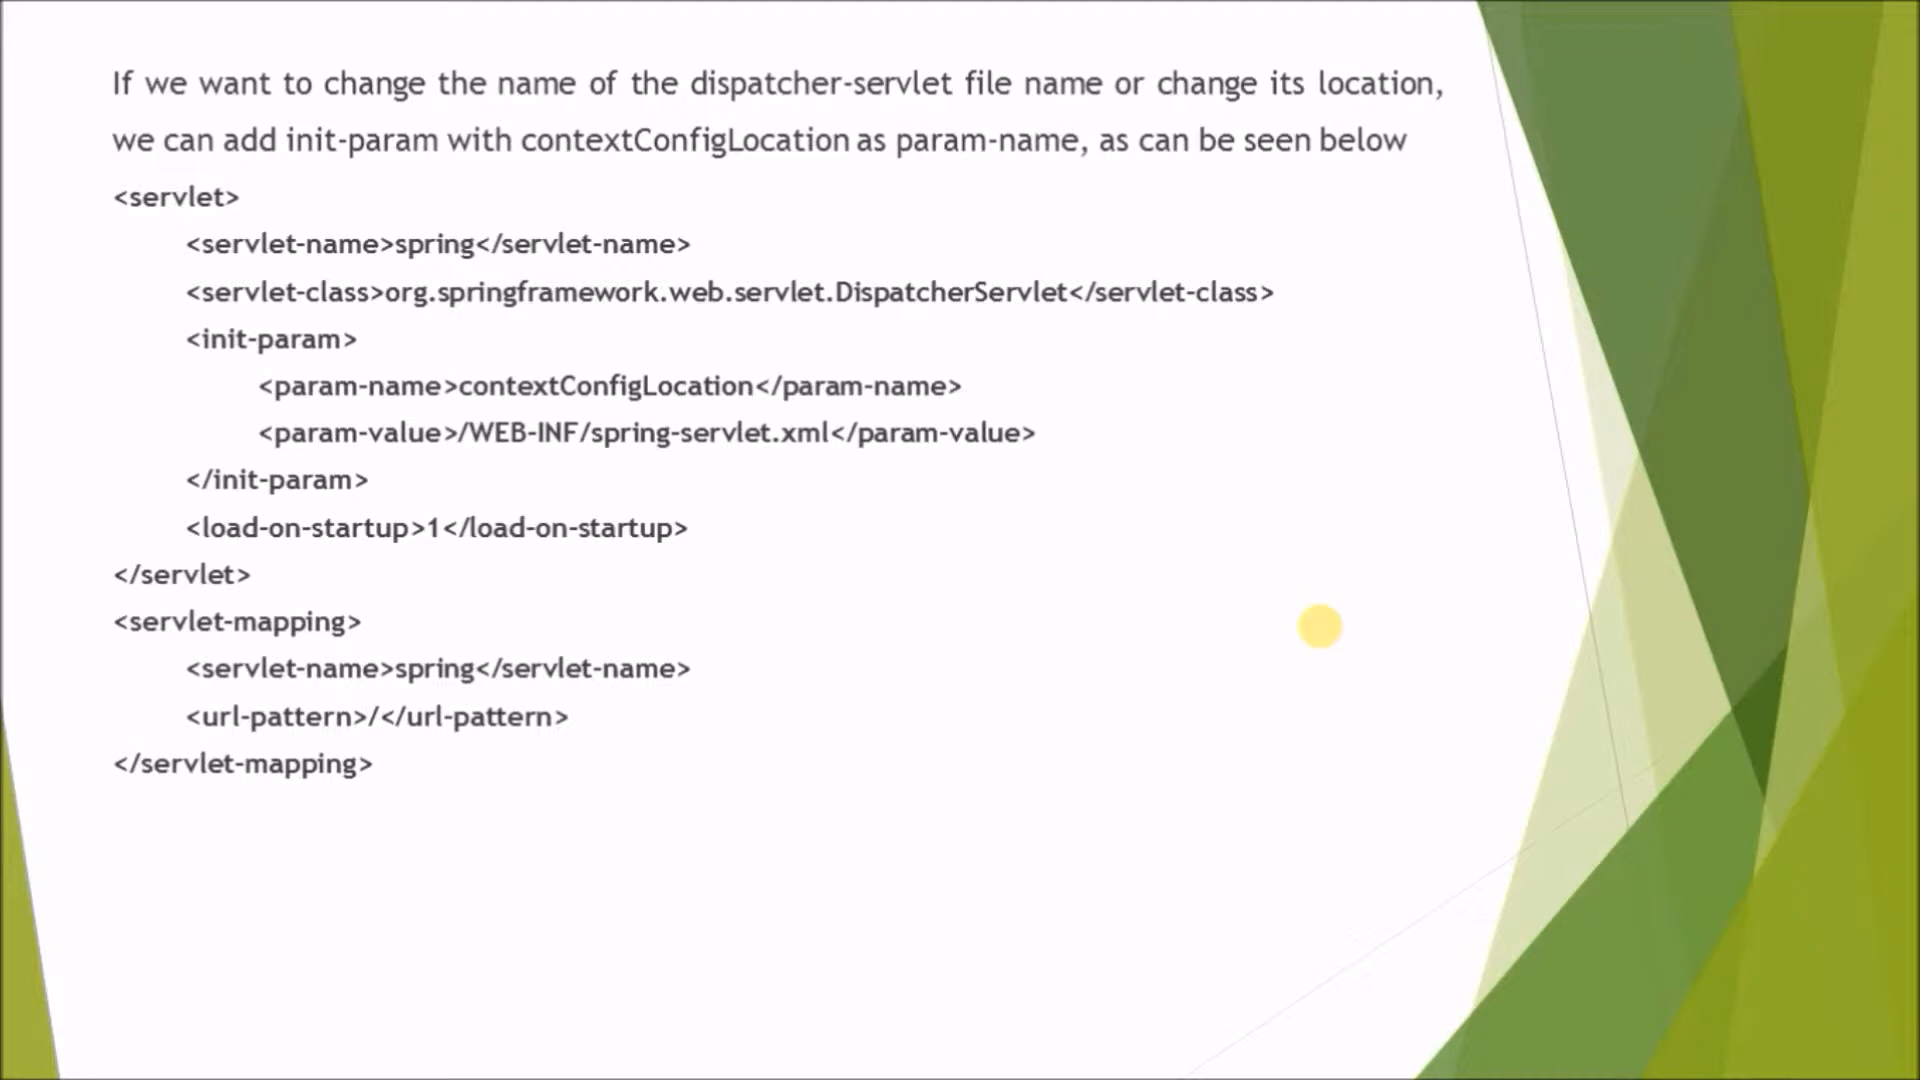 If we want to change the name of the dispatcher-servlet file name or change its location,
we can add init-param with contextConfigLocation as param-name, as can be seen below
<servlet>
<servlet-name>spring</servlet-name>
<servlet-class>org.springframework.web.servlet.DispatcherServlet</servlet-class>
<init-param>
<param-name>contextConfigLocation</param-name>
<param-value>/WEB-INF/spring-servlet.xml</param-value>
</init-param>
<load-on-startup>1</load-on-startup>
</servlet>
<servlet-mapping>
<servlet-name>spring</servlet-name>
<url-pattern>/</url-pattern>
</servlet-mapping>